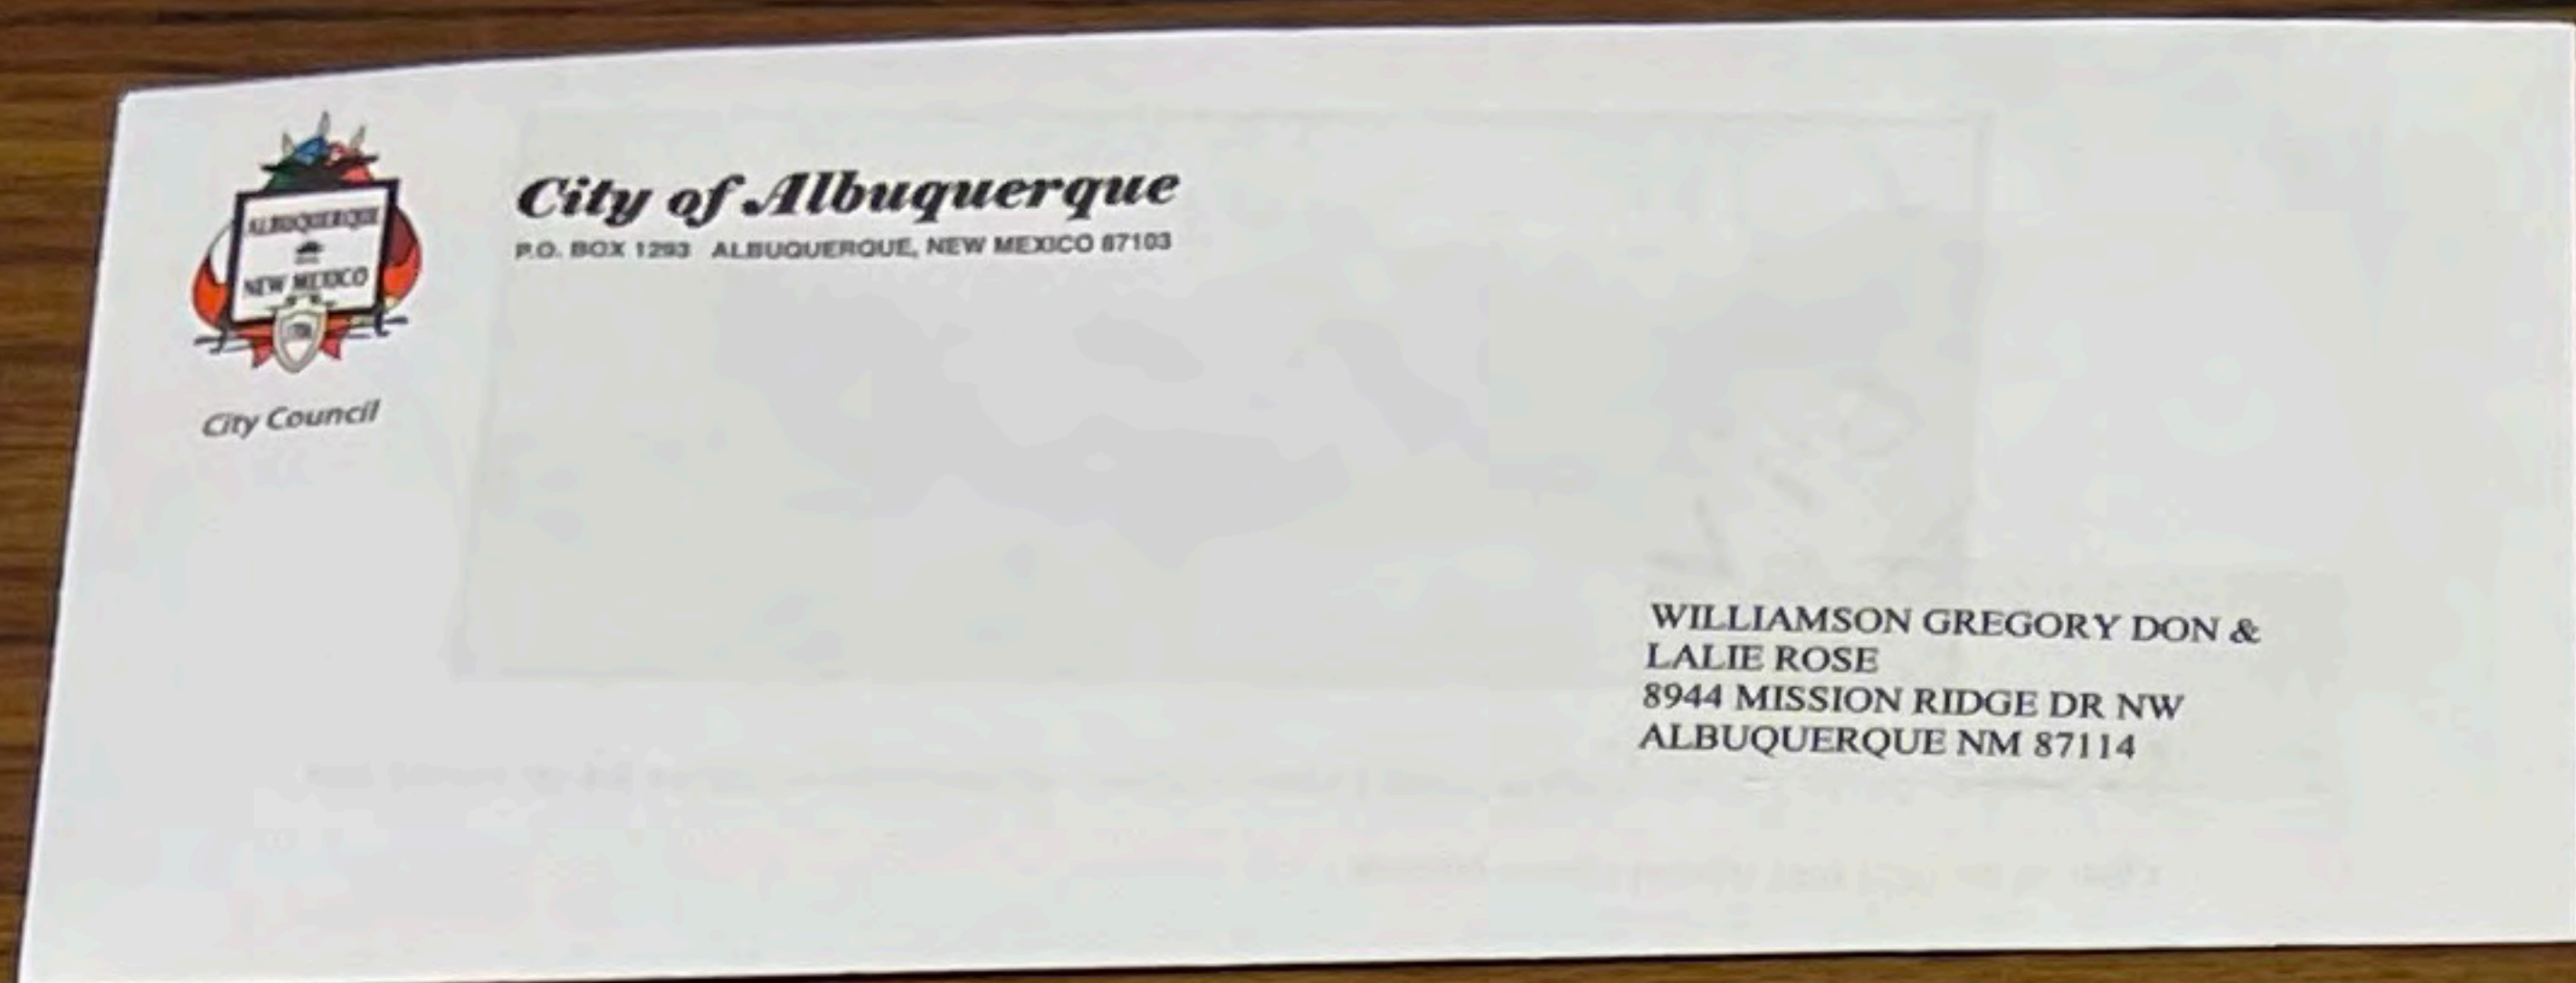 City of Albuquerque
P.O. BOX 1293 ALBUQUERQUE, NEW MEXICO 87103
ALBUQUERQUE
NEW MEXICO
City Council
WILLIAMSON GREGORY DON &
LALIE ROSE
8944 MISSION RIDGE DR NW
ALBUQUERQUE NM 87114